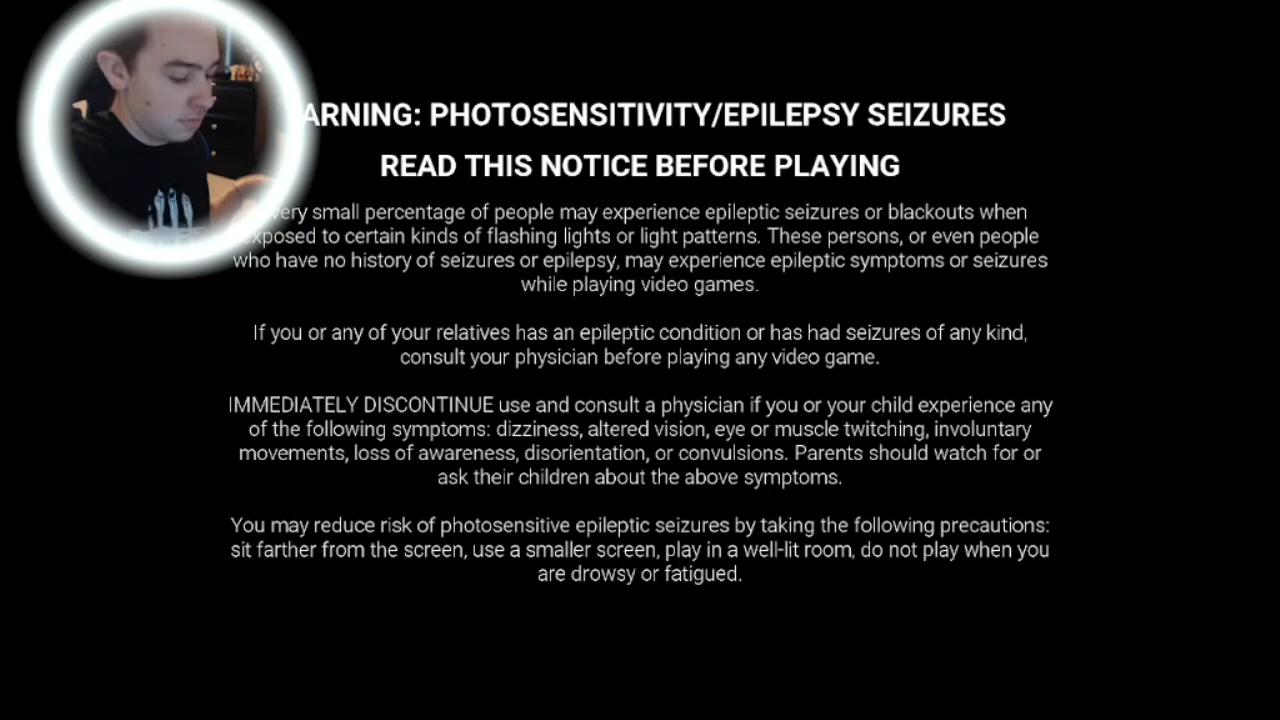 ARNING: PHOTOSENSITIVITY/EPILEPSY SEIZURES
READ THIS NOTICE BEFORE PLAYING
very small percentage of people may experience epileptic seizures or blackouts when
exposed to certain kinds of flashing lights or light patterns. These persons, or even people
who have no history of seizures or epilepsy, may experience epileptic symptoms or seizures
while playing video games.
If you or any of your relatives has an epileptic condition or has had seizures of any kind,
consult your physician before playing any video game.
IMMEDIATELY DISCONTINUE use and consult a physician if you or your child experience any
of the following symptoms: dizziness, altered vision, eye or muscle twitching, involuntary
movements, loss of awareness, disorientation, or convulsions. Parents should watch for or
ask their children about the above symptoms.
You may reduce risk of photosensitive epileptic seizures by taking the following precautions:
sit farther from the screen, use a smaller screen, play in a well-lit room, do not play when you
are drowsy or fatigued.